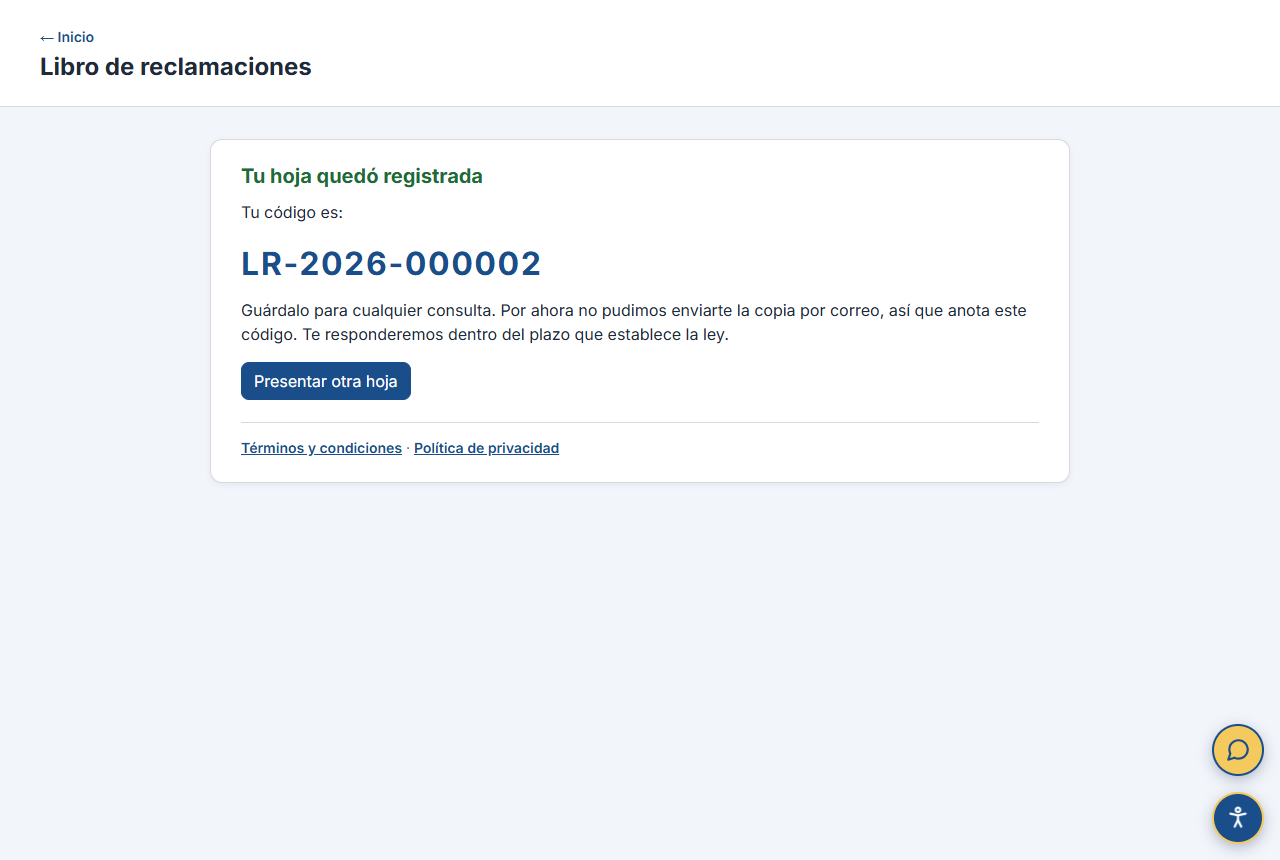 ← Inicio
Libro de reclamaciones
Tu hoja quedó registrada
Tu código es:
LR-2026-000002
Guárdalo para cualquier consulta. Por ahora no pudimos enviarte la copia por correo, así que anota este
código. Te responderemos dentro del plazo que establece la ley.
Presentar otra hoja
Términos y condiciones · Política de privacidad